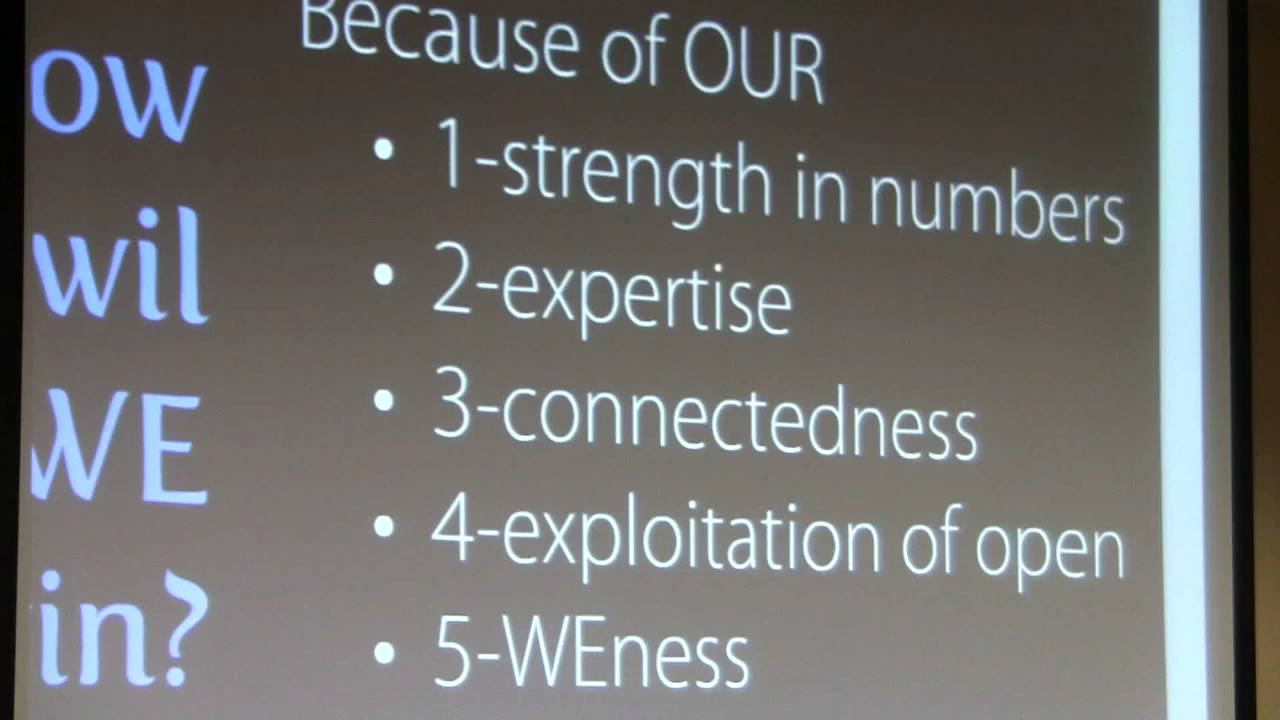 ow
wil
WE
in?
Because of OUR
• 1-strength in numbers
• 2-expertise
• 3-connectedness
• 4-exploitation of open
• 5-WEness